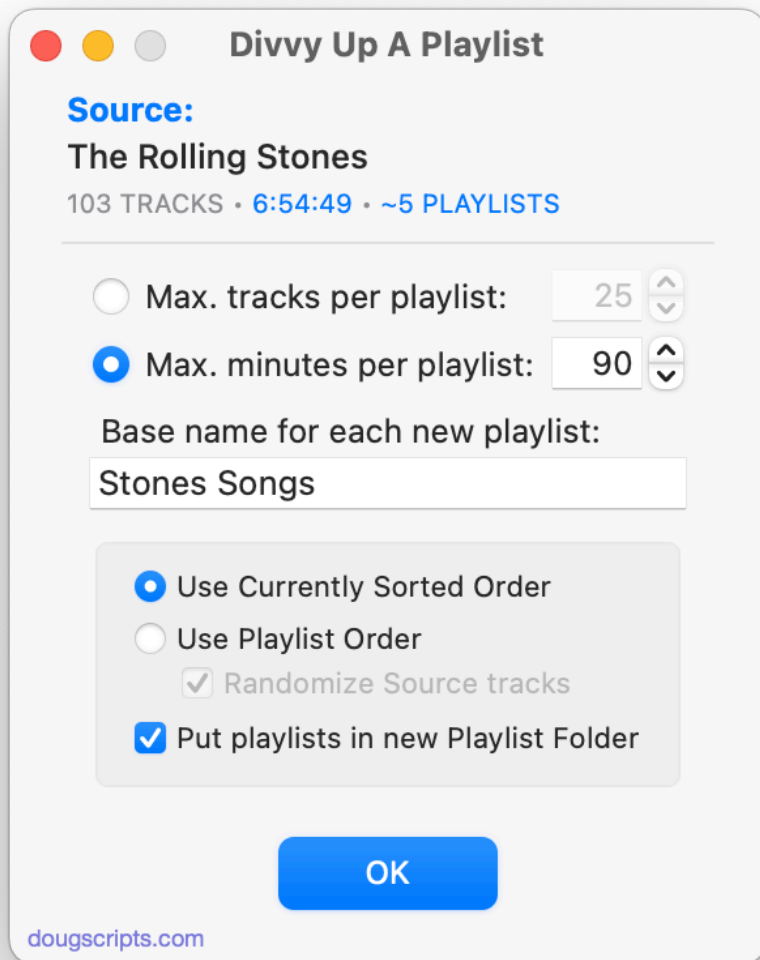 Divvy Up A Playlist
Source:
The Rolling Stones
103 TRACKS • 6:54:49 • ~5 PLAYLISTS
Max. tracks per playlist: 25
Max. minutes per playlist: 90
Base name for each new playlist:
Stones Songs
Use Currently Sorted Order
Use Playlist Order
Randomize Source tracks
Put playlists in new Playlist Folder
OK
dougscripts.com